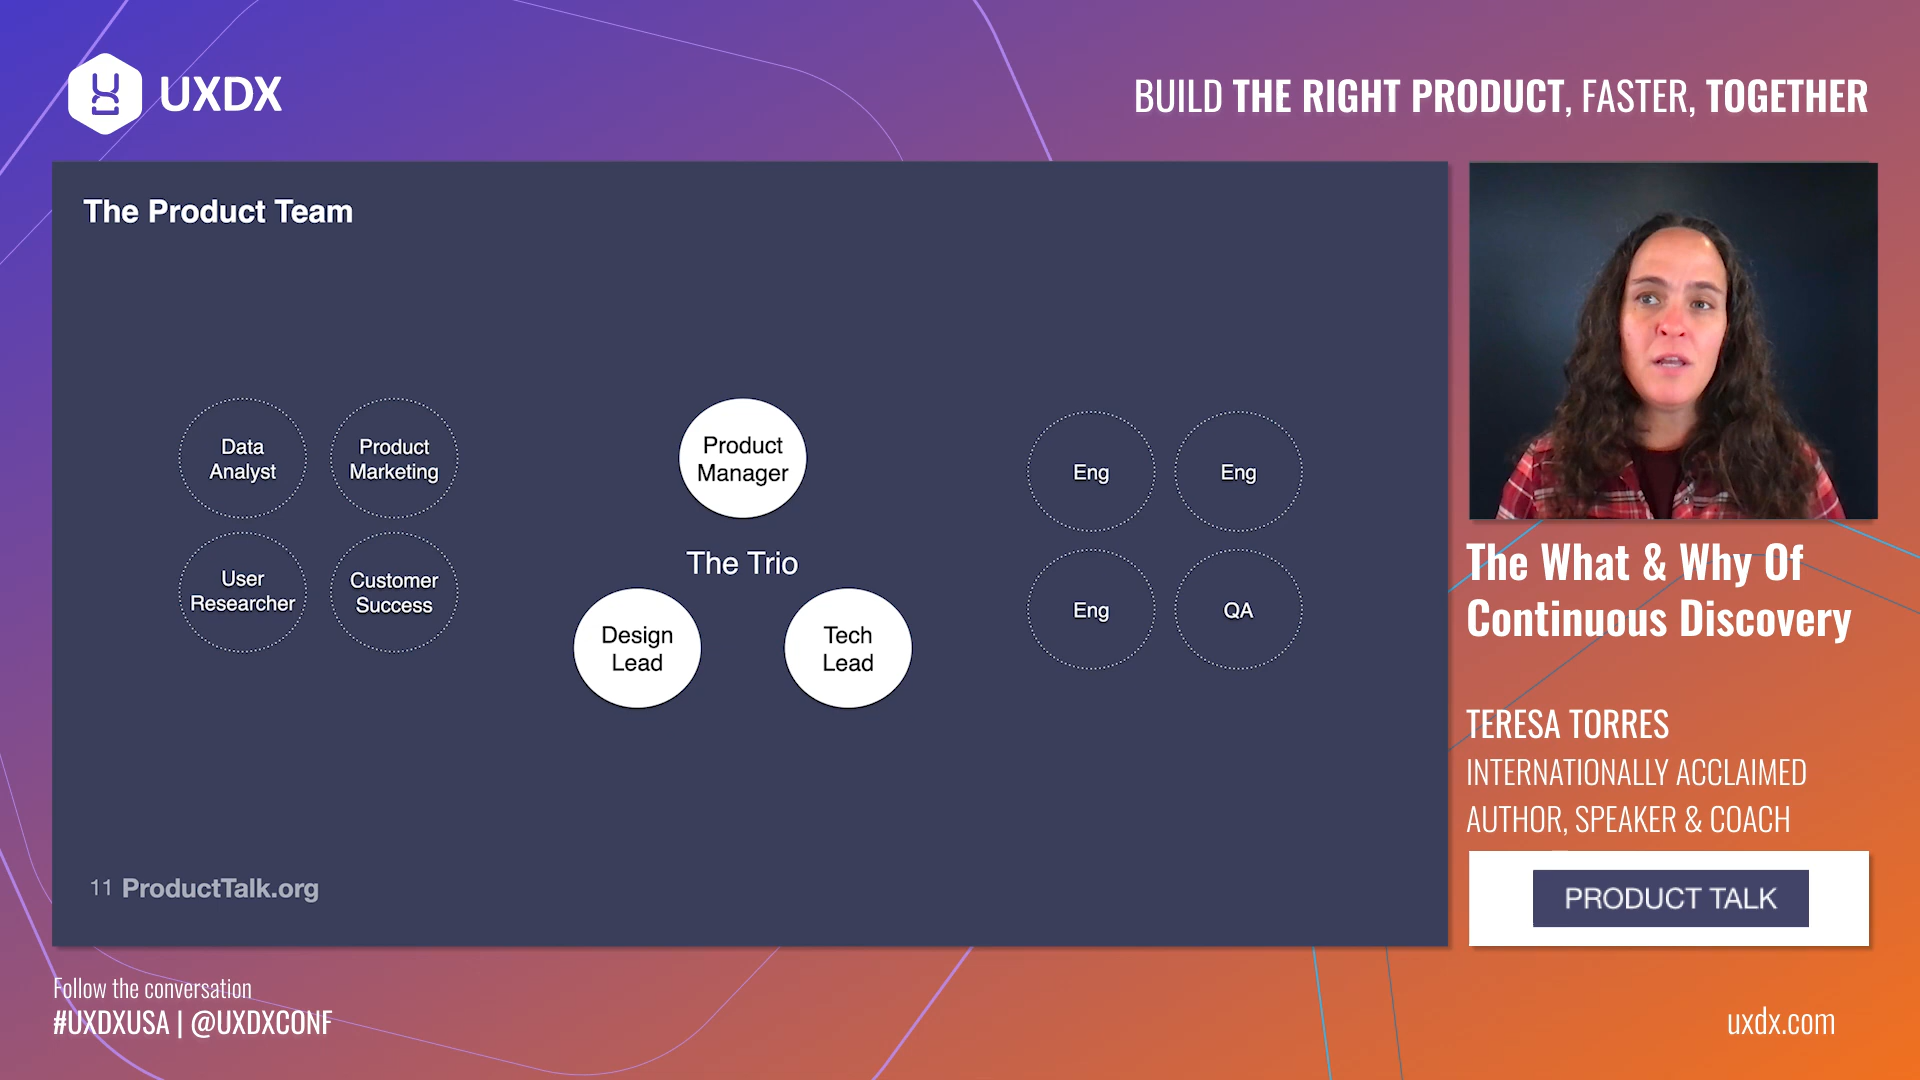 UXDX
BUILD THE RIGHT PRODUCT, FASTER, TOGETHER
The Product Team
Data
Analyst
Product
Marketing
User
Researcher
Customer
Success
Product
Manager
The Trio
Design
Lead
Tech
Lead
Eng
Eng
Eng
QA
11 ProductTalk.org
The What & Why Of
Continuous Discovery
TERESA TORRES
INTERNATIONALLY ACCLAIMED
AUTHOR, SPEAKER & COACH
PRODUCT TALK
Follow the conversation
#UXDXUSA | @UXDXCONF
uxdx.com